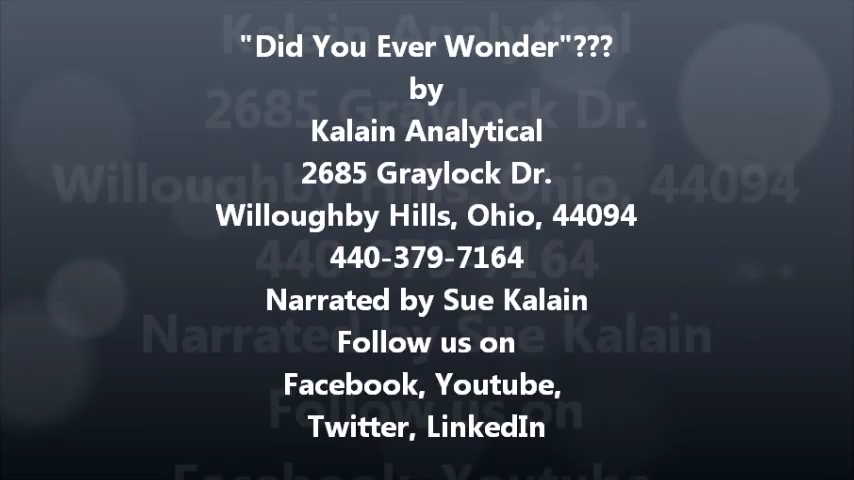 "Did You Ever Wonder"???
by
Kalain Analytical
2685 Graylock Dr.
Willoughby Hills, Ohio, 44094
440-379-7164
Narrated by Sue Kalain
Follow us on
Facebook, Youtube,
Twitter, LinkedIn